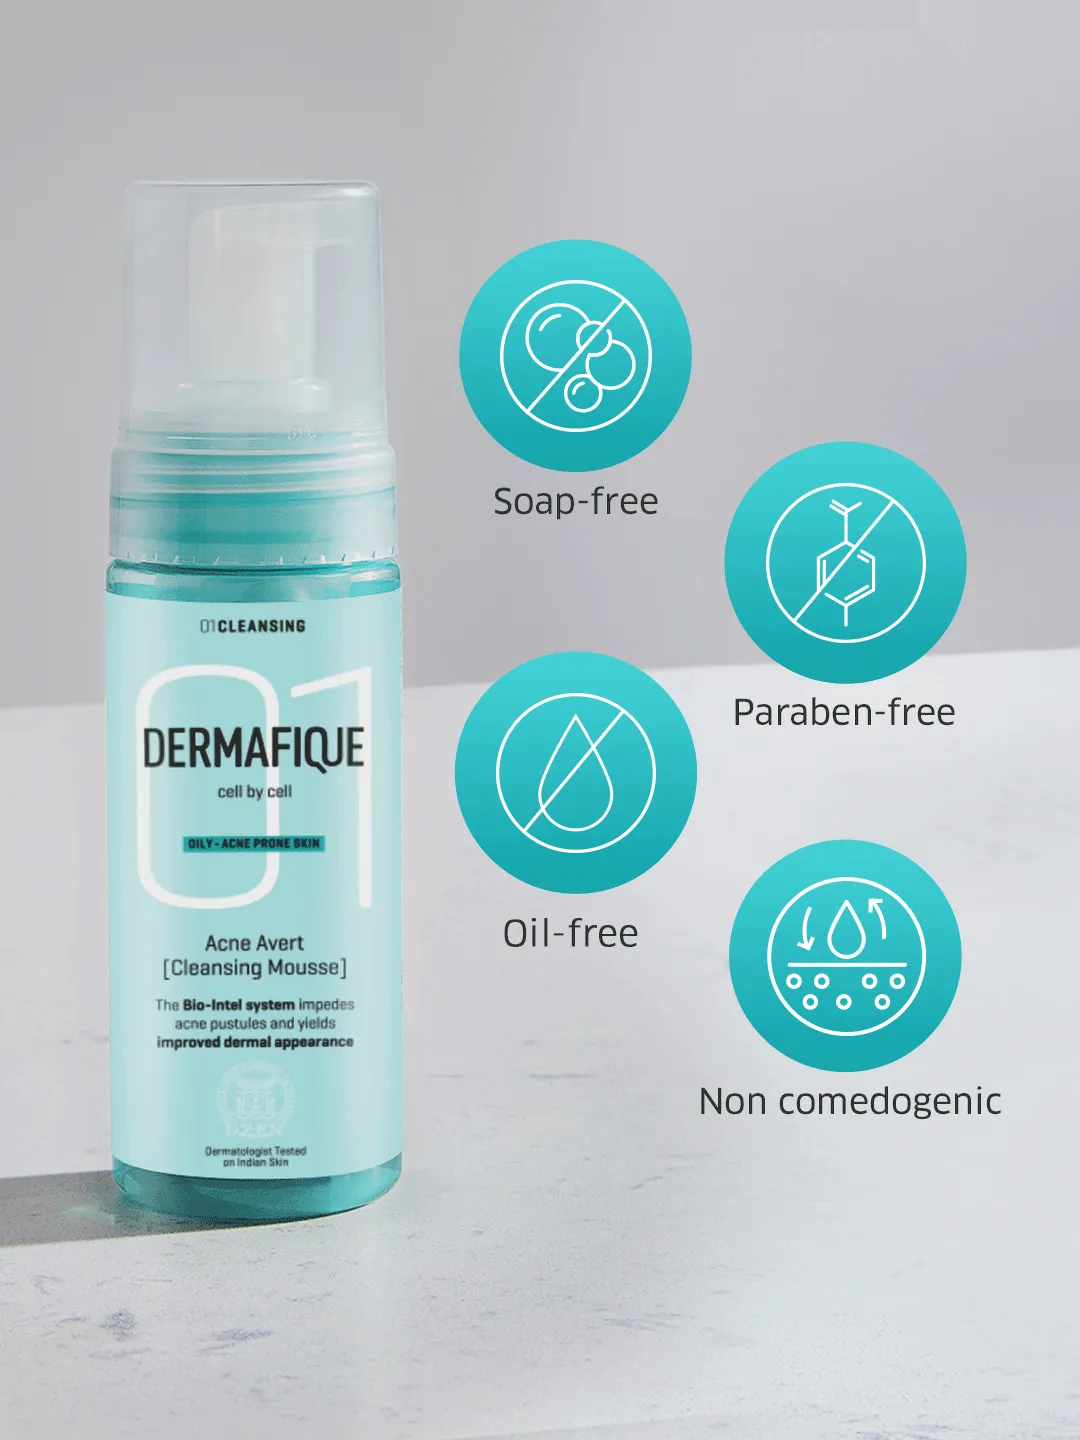 01CLEANSING
01
DERMAFIQUE
cell by cell
OILY - ACNE PRONE SKIN
Acne Avert
[Cleansing Mousse]
The Bio-Intel system impedes
acne pustules and yields
improved dermal appearance
DZEN
Dermatologist Tested
on Indian Skin
Soap-free
Paraben-free
Oil-free
Non comedogenic